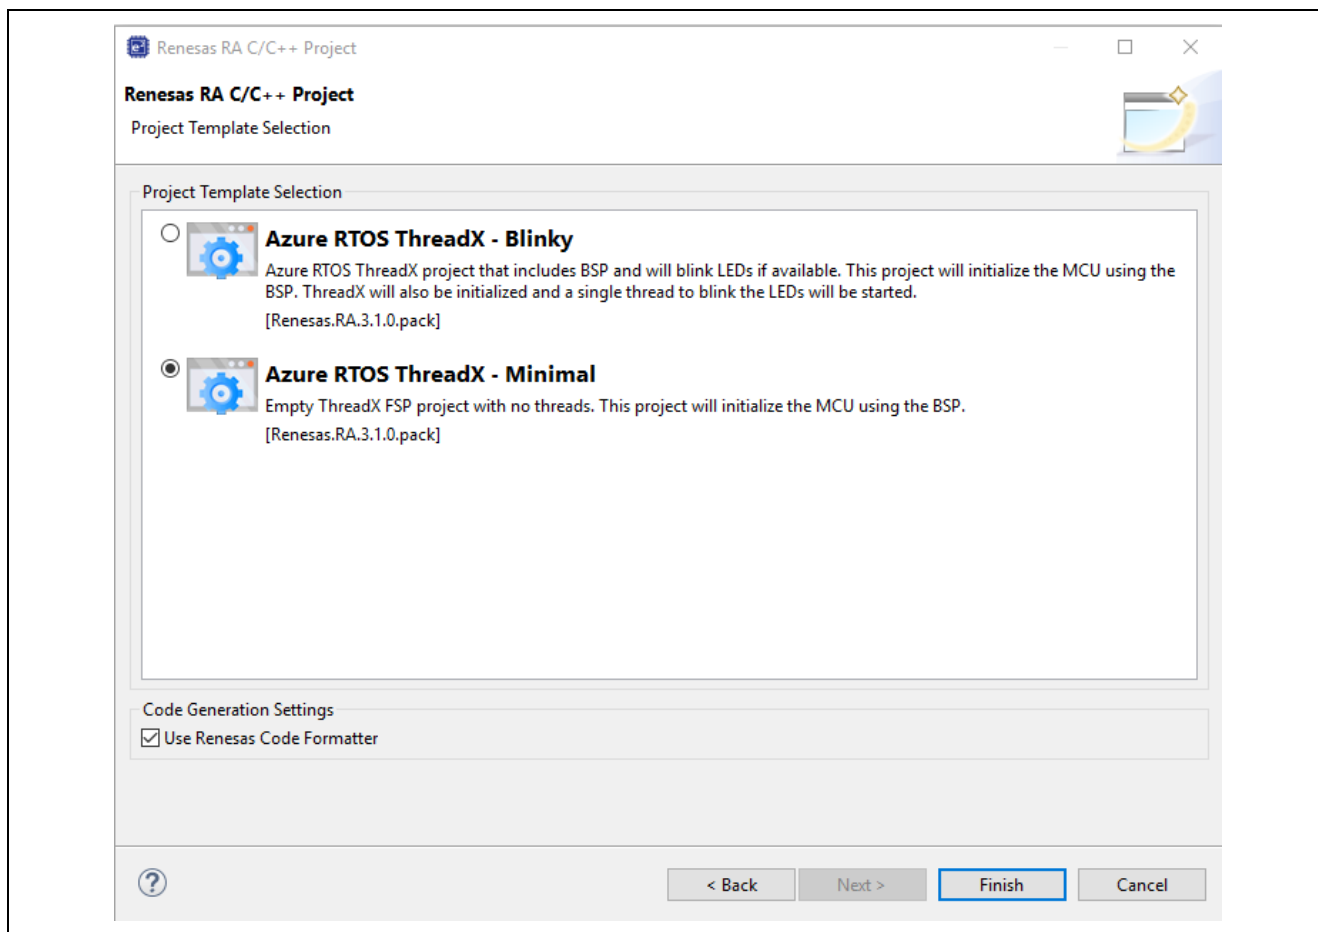 Renesas RA C/C++ Project
Renesas RA C/C++ Project
Project Template Selection
Project Template Selection
Azure RTOS ThreadX - Blinky
Azure RTOS ThreadX project that includes BSP and will blink LEDs if available. This project will initialize the MCU using the
BSP. ThreadX will also be initialized and a single thread to blink the LEDs will be started.
[Renesas.RA.3.1.0.pack]
Azure RTOS ThreadX - Minimal
Empty ThreadX FSP project with no threads. This project will initialize the MCU using the BSP.
[Renesas.RA.3.1.0.pack]
Code Generation Settings
Use Renesas Code Formatter
? < Back Next > Finish Cancel